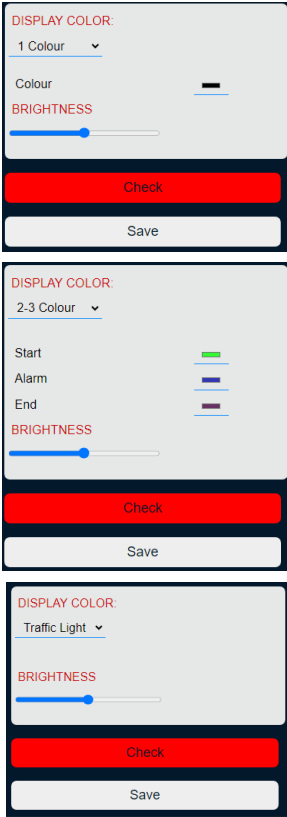 DISPLAY COLOR:
1 Colour
Colour
BRIGHTNESS
Check
Save
DISPLAY COLOR:
2-3 Colour
Start
Alarm
End
BRIGHTNESS
Check
Save
DISPLAY COLOR:
Traffic Light
BRIGHTNESS
Check
Save